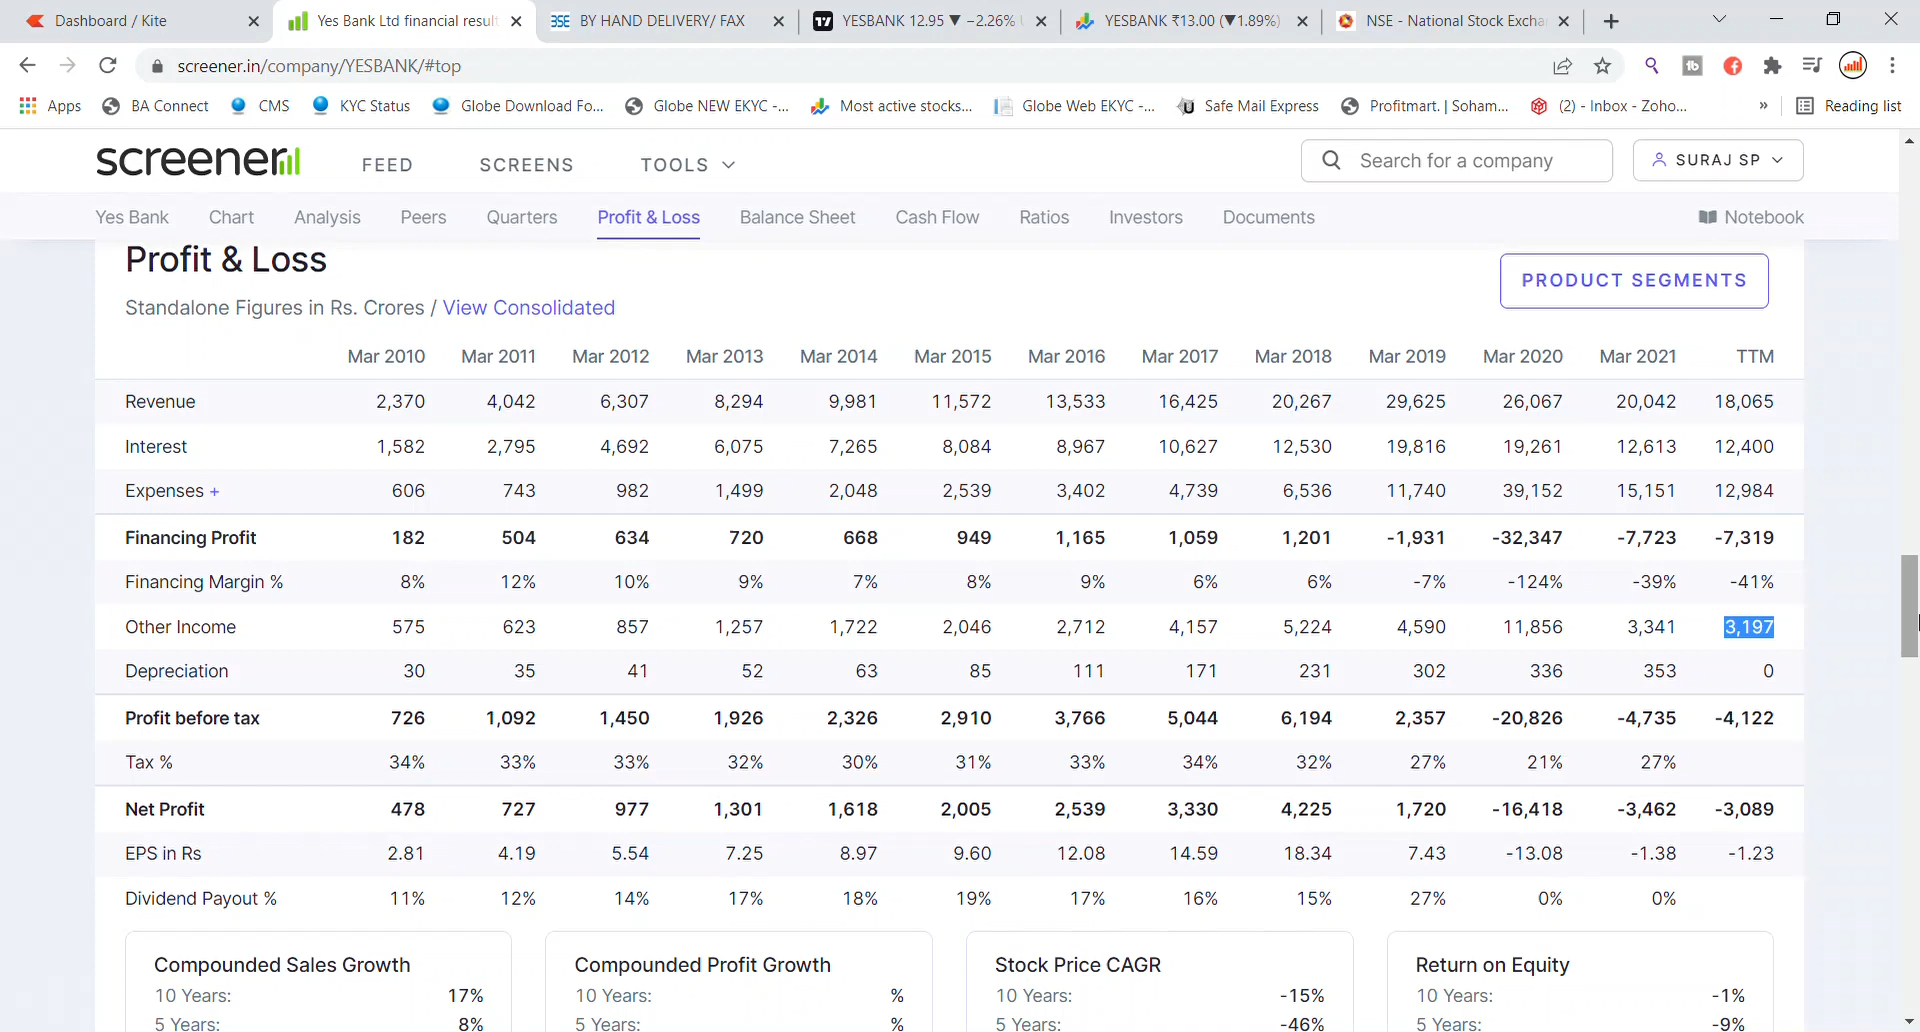 Dashboard / Kite
Yes Bank Ltd financial result
BSE BY HAND DELIVERY/ FAX
YESBANK 12.95 ▼ −2.26%
YESBANK ₹13.00 (▼1.89%)
NSE - National Stock Excha
screener.in/company/YESBANK/#top
Apps BA Connect CMS KYC Status Globe Download Fo... Globe NEW EKYC -... Most active stocks... Globe Web EKYC -... Safe Mail Express Profitmart. | Soham... (2) - Inbox - Zoho... » Reading list
screener FEED SCREENS TOOLS Search for a company SURAJ SP
Yes Bank Chart Analysis Peers Quarters Profit & Loss Balance Sheet Cash Flow Ratios Investors Documents Notebook
Profit & Loss
PRODUCT SEGMENTS
Standalone Figures in Rs. Crores / View Consolidated
Mar 2010 Mar 2011 Mar 2012 Mar 2013 Mar 2014 Mar 2015 Mar 2016 Mar 2017 Mar 2018 Mar 2019 Mar 2020 Mar 2021 TTM
Revenue 2,370 4,042 6,307 8,294 9,981 11,572 13,533 16,425 20,267 29,625 26,067 20,042 18,065
Interest 1,582 2,795 4,692 6,075 7,265 8,084 8,967 10,627 12,530 19,816 19,261 12,613 12,400
Expenses + 606 743 982 1,499 2,048 2,539 3,402 4,739 6,536 11,740 39,152 15,151 12,984
Financing Profit 182 504 634 720 668 949 1,165 1,059 1,201 -1,931 -32,347 -7,723 -7,319
Financing Margin % 8% 12% 10% 9% 7% 8% 9% 6% 6% -7% -124% -39% -41%
Other Income 575 623 857 1,257 1,722 2,046 2,712 4,157 5,224 4,590 11,856 3,341 3,197
Depreciation 30 35 41 52 63 85 111 171 231 302 336 353 0
Profit before tax 726 1,092 1,450 1,926 2,326 2,910 3,766 5,044 6,194 2,357 -20,826 -4,735 -4,122
Tax % 34% 33% 33% 32% 30% 31% 33% 34% 32% 27% 21% 27%
Net Profit 478 727 977 1,301 1,618 2,005 2,539 3,330 4,225 1,720 -16,418 -3,462 -3,089
EPS in Rs 2.81 4.19 5.54 7.25 8.97 9.60 12.08 14.59 18.34 7.43 -13.08 -1.38 -1.23
Dividend Payout % 11% 12% 14% 17% 18% 19% 17% 16% 15% 27% 0% 0%
Compounded Sales Growth
10 Years: 17%
5 Years: 8%
Compounded Profit Growth
10 Years: %
5 Years: %
Stock Price CAGR
10 Years: -15%
5 Years: -46%
Return on Equity
10 Years: -1%
5 Years: -9%